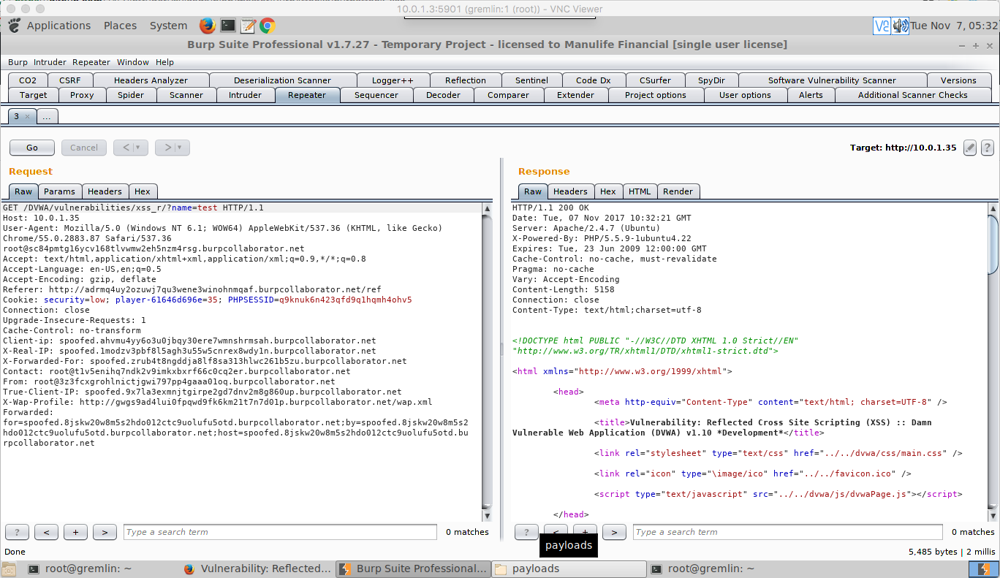 10.0.1.3:5901 (gremlin:1 (root)) - VNC Viewer
Applications Places System Tue Nov 7, 05:32
Burp Suite Professional v1.7.27 - Temporary Project - licensed to Manulife Financial [single user license]
Burp Intruder Repeater Window Help
CO2 CSRF Headers Analyzer Deserialization Scanner Logger++ Reflection Sentinel Code Dx CSurfer SpyDir Software Vulnerability Scanner Versions
Target Proxy Spider Scanner Intruder Repeater Sequencer Decoder Comparer Extender Project options User options Alerts Additional Scanner Checks
3 × ...
Go Cancel < > Target: http://10.0.1.35 ?
Request
Raw Params Headers Hex
GET /DVWA/vulnerabilities/xss_r/?name=test HTTP/1.1
Host: 10.0.1.35
User-Agent: Mozilla/5.0 (Windows NT 6.1; WOW64) AppleWebKit/537.36 (KHTML, like Gecko)
Chrome/55.0.2883.87 Safari/537.36
root@sc84pmtg16ycv168tlvwmw2eh5nzm4rsg.burpcollaborator.net
Accept: text/html,application/xhtml+xml,application/xml;q=0.9,*/*;q=0.8
Accept-Language: en-US,en;q=0.5
Accept-Encoding: gzip, deflate
Referer: http://adrmq4uy2ozuwj7qu3wene3winohnmqaf.burpcollaborator.net/ref
Cookie: security=low; player-61646d696e=35; PHPSESSID=q9knuk6n423qfd9q1hqmh4ohv5
Connection: close
Upgrade-Insecure-Requests: 1
Cache-Control: no-transform
Client-ip: spoofed.ahvmu4yy6o3u0jbqy30ere7wmnshrmsah.burpcollaborator.net
X-Real-IP: spoofed.1modzv3pbf8l5agh3u55w5cnrex8wdy1n.burpcollaborator.net
X-Forwarded-For: spoofed.zrub4t8ngddja8lf8sa313hlwc261b5zu.burpcollaborator.net
Contact: root@t1v5enihq7ndk2v9imkxbxrf66c0cq2er.burpcollaborator.net
From: root@3z3fcxgrohlnictjgwi797pp4gaaa01oq.burpcollaborator.net
True-Client-IP: spoofed.9x7la3exmnjtgirpe2gd7dnv2m8g860up.burpcollaborator.net
X-Wap-Profile: http://gwgs9ad4lui0fpqwd9fk6km21t7n7d01p.burpcollaborator.net/wap.xml
Forwarded:
for=spoofed.8jskw20w8m5s2hdo012ctc9uolufu5otd.burpcollaborator.net;by=spoofed.8jskw20w8m5s2
hdo012ctc9uolufu5otd.burpcollaborator.net;host=spoofed.8jskw20w8m5s2hdo012ctc9uolufu5otd.bu
rpcollaborator.net
? < + > Type a search term 0 matches
Response
Raw Headers Hex HTML Render
HTTP/1.1 200 OK
Date: Tue, 07 Nov 2017 10:32:21 GMT
Server: Apache/2.4.7 (Ubuntu)
X-Powered-By: PHP/5.5.9-1ubuntu4.22
Expires: Tue, 23 Jun 2009 12:00:00 GMT
Cache-Control: no-cache, must-revalidate
Pragma: no-cache
Vary: Accept-Encoding
Content-Length: 5158
Connection: close
Content-Type: text/html;charset=utf-8
<!DOCTYPE html PUBLIC "-//W3C//DTD XHTML 1.0 Strict//EN"
"http://www.w3.org/TR/xhtml1/DTD/xhtml1-strict.dtd">
<html xmlns="http://www.w3.org/1999/xhtml">
<head>
<meta http-equiv="Content-Type" content="text/html; charset=UTF-8" />
<title>Vulnerability: Reflected Cross Site Scripting (XSS) :: Damn
Vulnerable Web Application (DVWA) v1.10 *Development*</title>
<link rel="stylesheet" type="text/css" href="../../dvwa/css/main.css" />
<link rel="icon" type="\image/ico" href="../../favicon.ico" />
<script type="text/javascript" src="../../dvwa/js/dvwaPage.js"></script>
</head>
? < + > Type a search term 0 matches
payloads
Done 5,485 bytes | 2 millis
root@gremlin: ~ Vulnerability: Reflected... Burp Suite Professional... payloads root@gremlin: ~